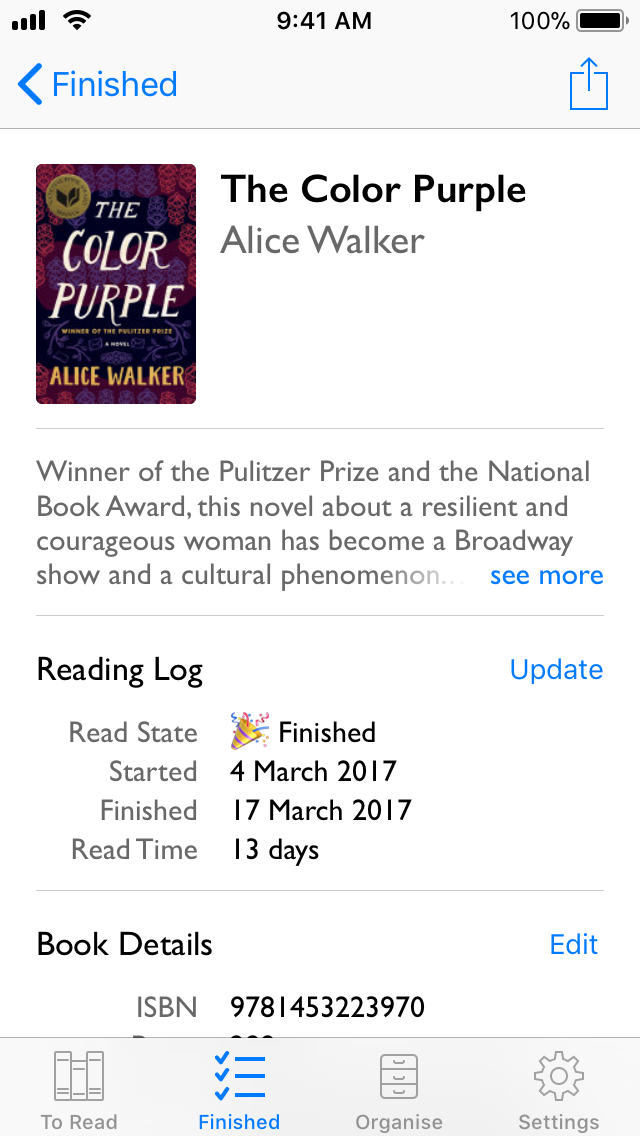 9:41 AM
100%
Finished
THE
COLOR
PURPLE
WINNER OF THE PULITZER PRIZE
A NOVEL
ALICE WALKER
The Color Purple
Alice Walker
Winner of the Pulitzer Prize and the National
Book Award, this novel about a resilient and
courageous woman has become a Broadway
show and a cultural phenomenon... see more
Reading Log
Update
Read State 🎉 Finished
Started 4 March 2017
Finished 17 March 2017
Read Time 13 days
Book Details
Edit
ISBN 9781453223970
To Read
Finished
Organise
Settings